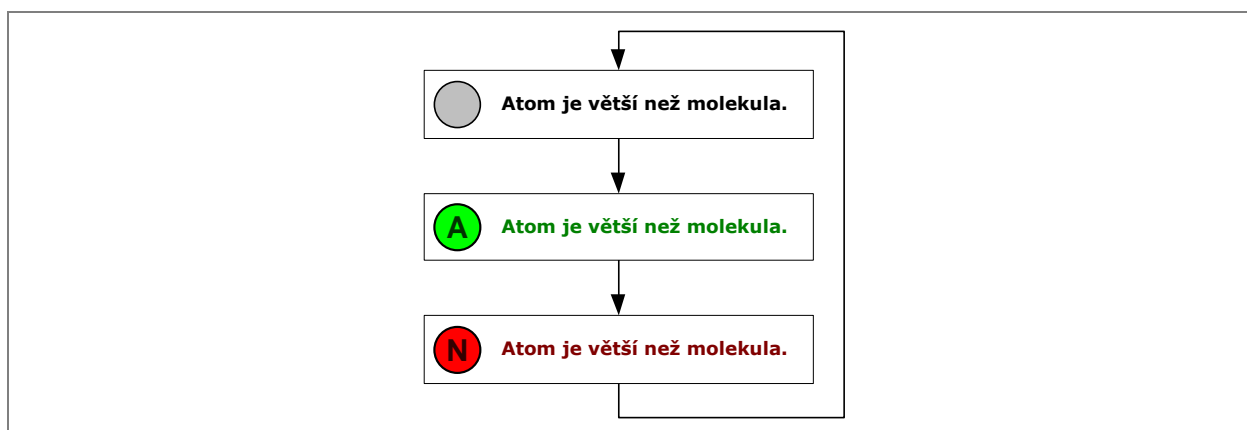 Atom je větší než molekula.
A Atom je větší než molekula.
N Atom je větší než molekula.